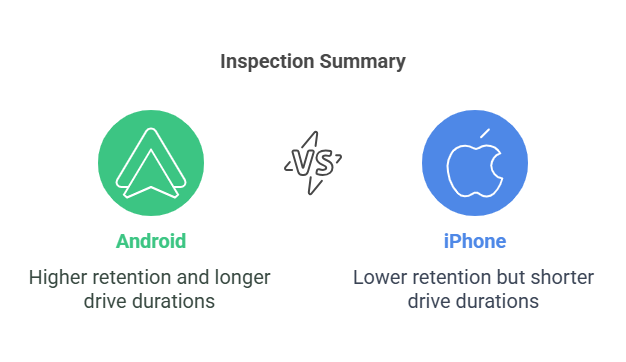 Inspection Summary
VS
Android
Higher retention and longer
drive durations
iPhone
Lower retention but shorter
drive durations